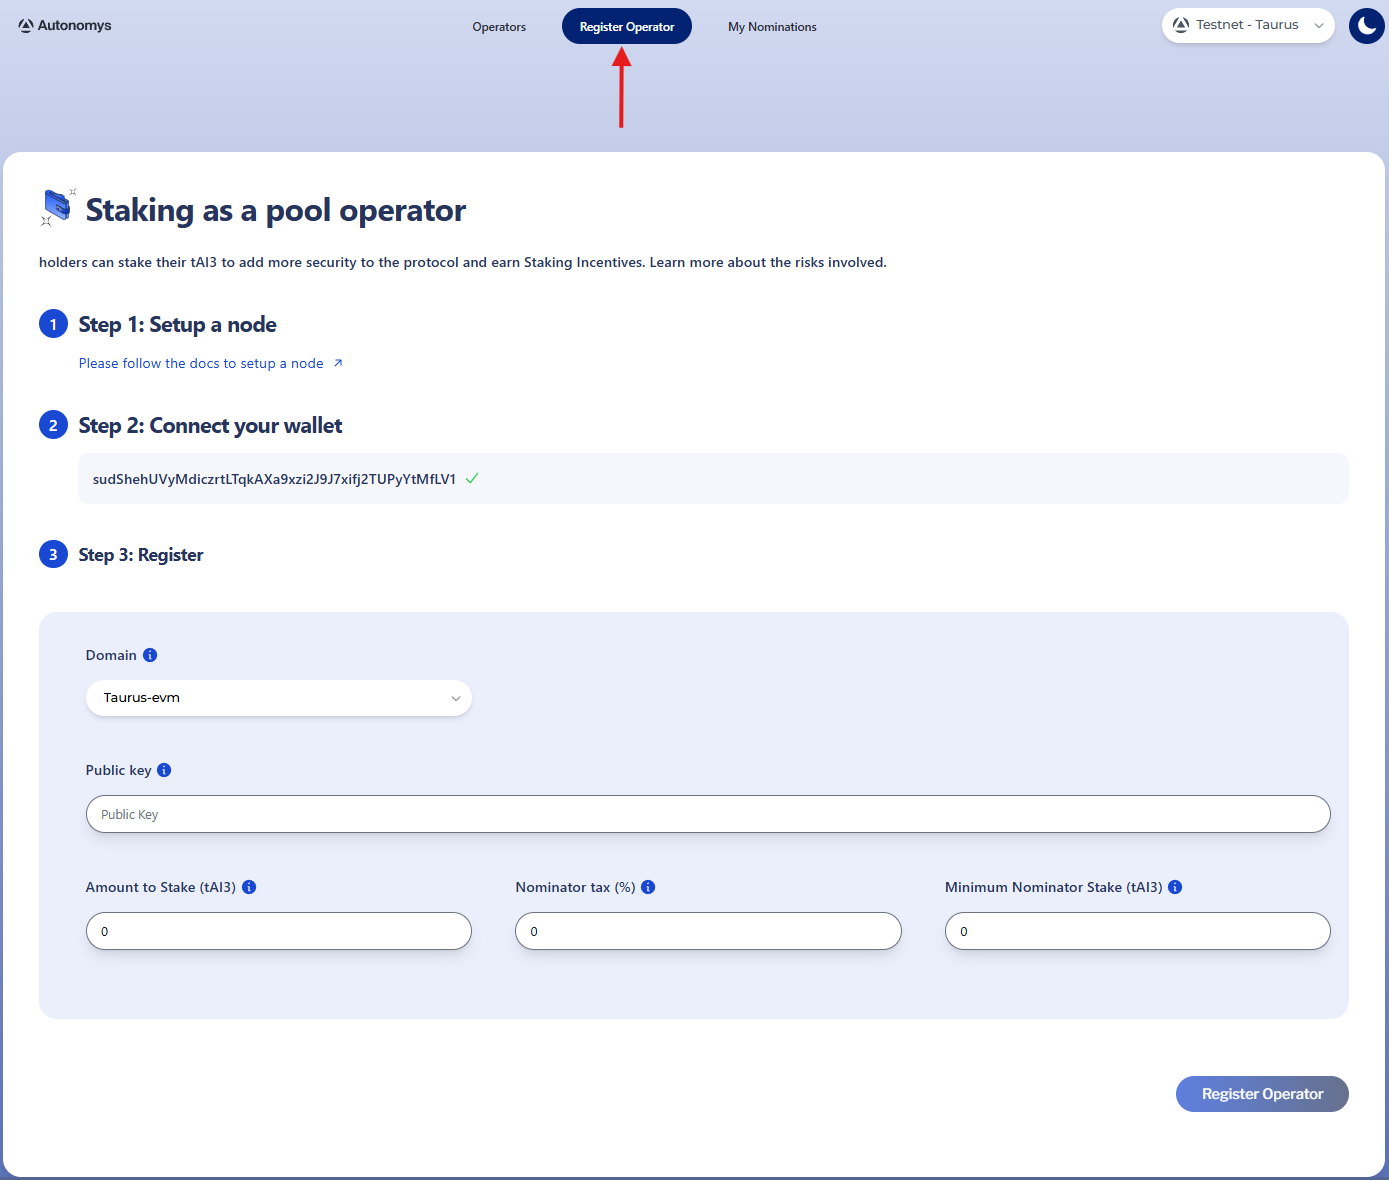 Autonomys
Operators
Register Operator
My Nominations
Testnet - Taurus
Staking as a pool operator
holders can stake their tAI3 to add more security to the protocol and earn Staking Incentives. Learn more about the risks involved.
1 Step 1: Setup a node
Please follow the docs to setup a node
2 Step 2: Connect your wallet
sudShehUVyMdiczrtLTqkAXa9xzi2J9J7xifj2TUPyYtMfLV1
3 Step 3: Register
Domain
Taurus-evm
Public key
Public Key
Amount to Stake (tAI3)
Nominator tax (%)
Minimum Nominator Stake (tAI3)
0
0
0
Register Operator